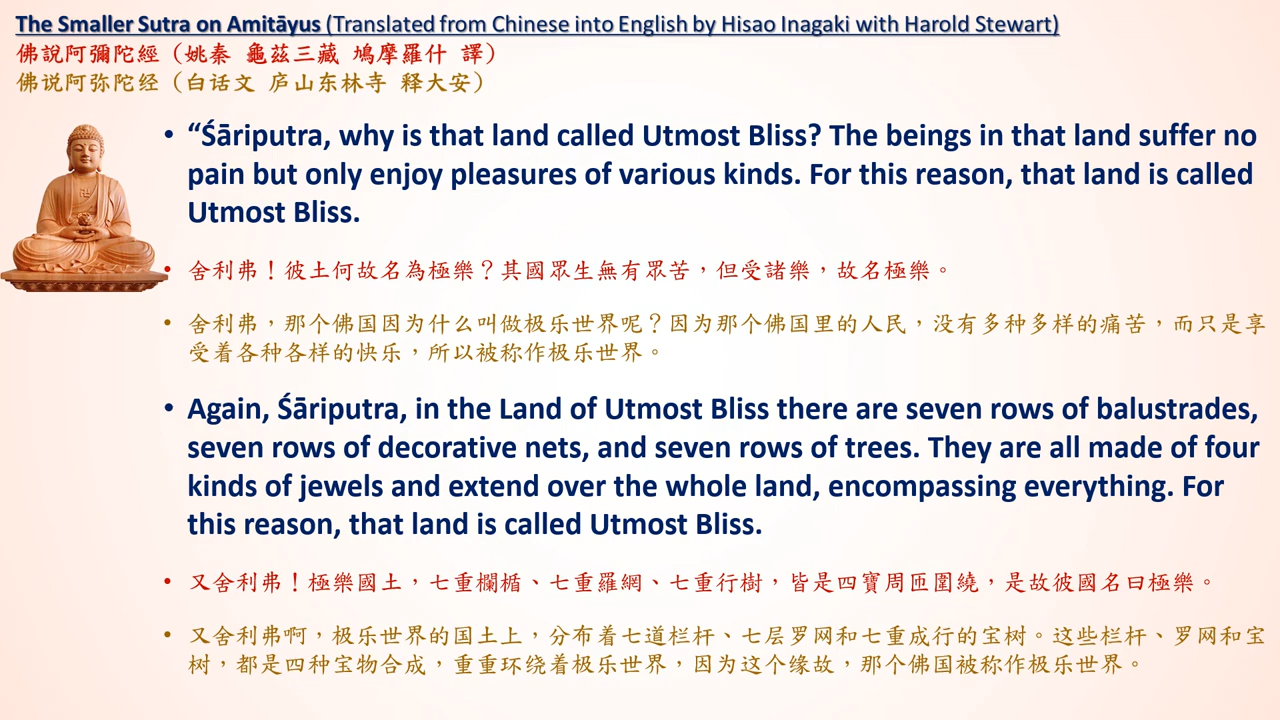 The Smaller Sutra on Amitāyus (Translated from Chinese into English by Hisao Inagaki with Harold Stewart)
佛說阿彌陀經（姚秦 龜茲三藏 鳩摩羅什 譯）
佛说阿弥陀经（白话文 庐山东林寺 释大安）
• “Śāriputra, why is that land called Utmost Bliss? The beings in that land suffer no
pain but only enjoy pleasures of various kinds. For this reason, that land is called
Utmost Bliss.
• 舍利弗！彼土何故名為極樂？其國眾生無有眾苦，但受諸樂，故名極樂。
• 舍利弗，那个佛国因为什么叫做极乐世界呢？因为那个佛国里的人民，没有多种多样的痛苦，而只是享
受着各种各样的快乐，所以被称作极乐世界。
• Again, Śāriputra, in the Land of Utmost Bliss there are seven rows of balustrades,
seven rows of decorative nets, and seven rows of trees. They are all made of four
kinds of jewels and extend over the whole land, encompassing everything. For
this reason, that land is called Utmost Bliss.
• 又舍利弗！極樂國土，七重欄楯、七重羅網、七重行樹，皆是四寶周匝圍繞，是故彼國名曰極樂。
• 又舍利弗啊，极乐世界的国土上，分布着七道栏杆、七层罗网和七重成行的宝树。这些栏杆、罗网和宝
树，都是四种宝物合成，重重环绕着极乐世界，因为这个缘故，那个佛国被称作极乐世界。